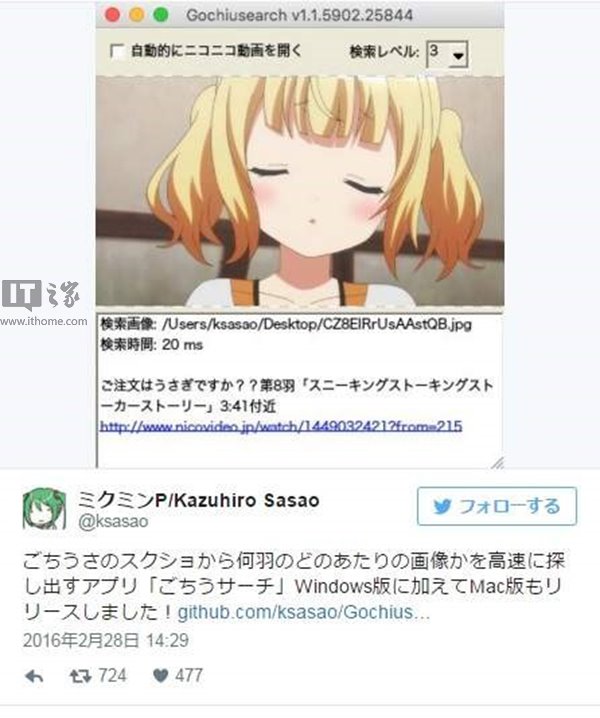 Gochiusearch v1.1.5902.25844
自動的にニコニコ動画を開く 検索レベル: 3
IT之家
www.ithome.com
検索画像: /Users/ksasao/Desktop/CZ8EIRrUsAAstQB.jpg
検索時間: 20 ms
ご注文はうさぎですか？？第8羽「スニーキングストーキングスト
ーカーストーリー」3:41付近
http://www.nicovideo.jp/watch/1449032421?from=215
ミクミンP/Kazuhiro Sasao
@ksasao
フォローする
ごちうさのスクショから何羽のどのあたりの画像かを高速に探
し出すアプリ「ごちうサーチ」Windows版に加えてMac版もリ
リースしました！github.com/ksasao/Gochius…
2016年2月28日 14:29
724 477